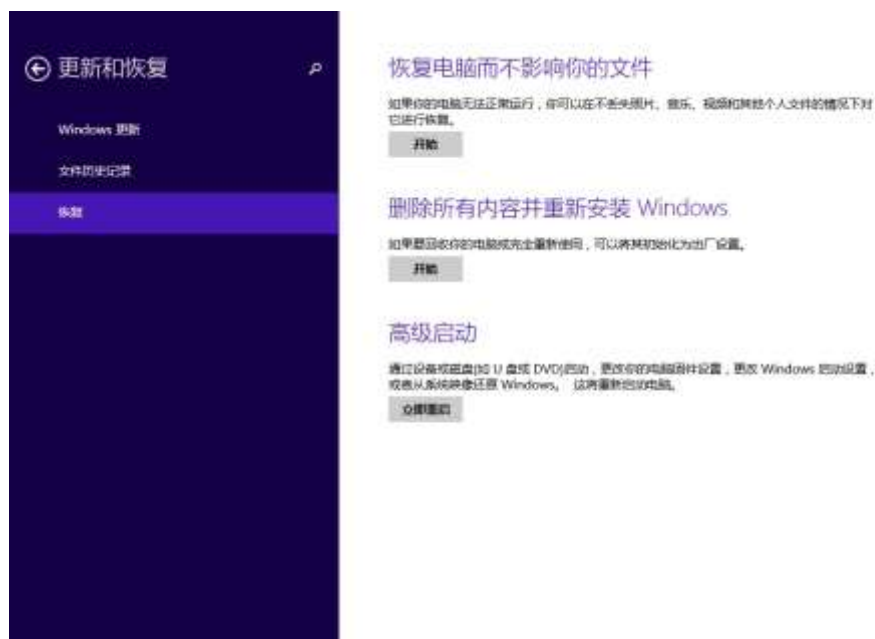 更新和恢复
Windows 更新
文件历史记录
恢复
恢复电脑而不影响你的文件
如果你的电脑无法正常运行，你可以在不丢失照片、音乐、视频和其他个人文件的情况下对
它进行恢复。
开始
删除所有内容并重新安装 Windows
如果要回收你的电脑或完全重新使用，可以将其初始化为出厂设置。
开始
高级启动
通过设备或磁盘(如 U 盘或 DVD)启动，更改你的电脑固件设置，更改 Windows 启动设置，
或者从系统映像还原 Windows。 这将重新启动电脑。
立即重启